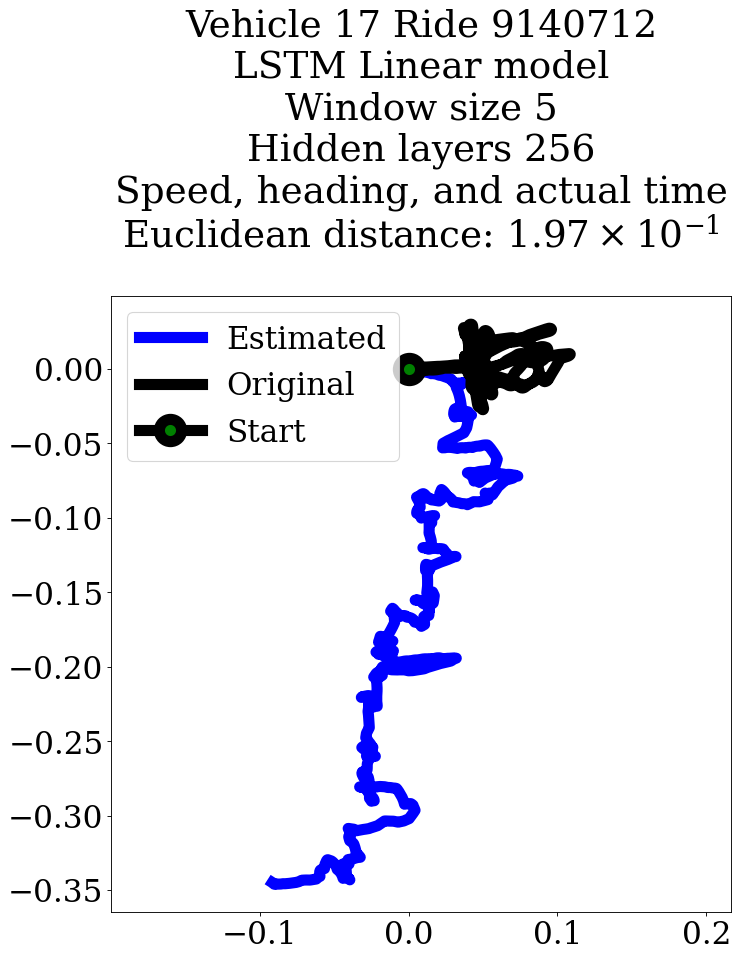 Vehicle 17 Ride 9140712
LSTM Linear model
Window size 5
Hidden layers 256
Speed, heading, and actual time
Euclidean distance: 1.97 × 10⁻¹
Estimated
Original
Start
0.00
−0.05
−0.10
−0.15
−0.20
−0.25
−0.30
−0.35
−0.1 0.0 0.1 0.2